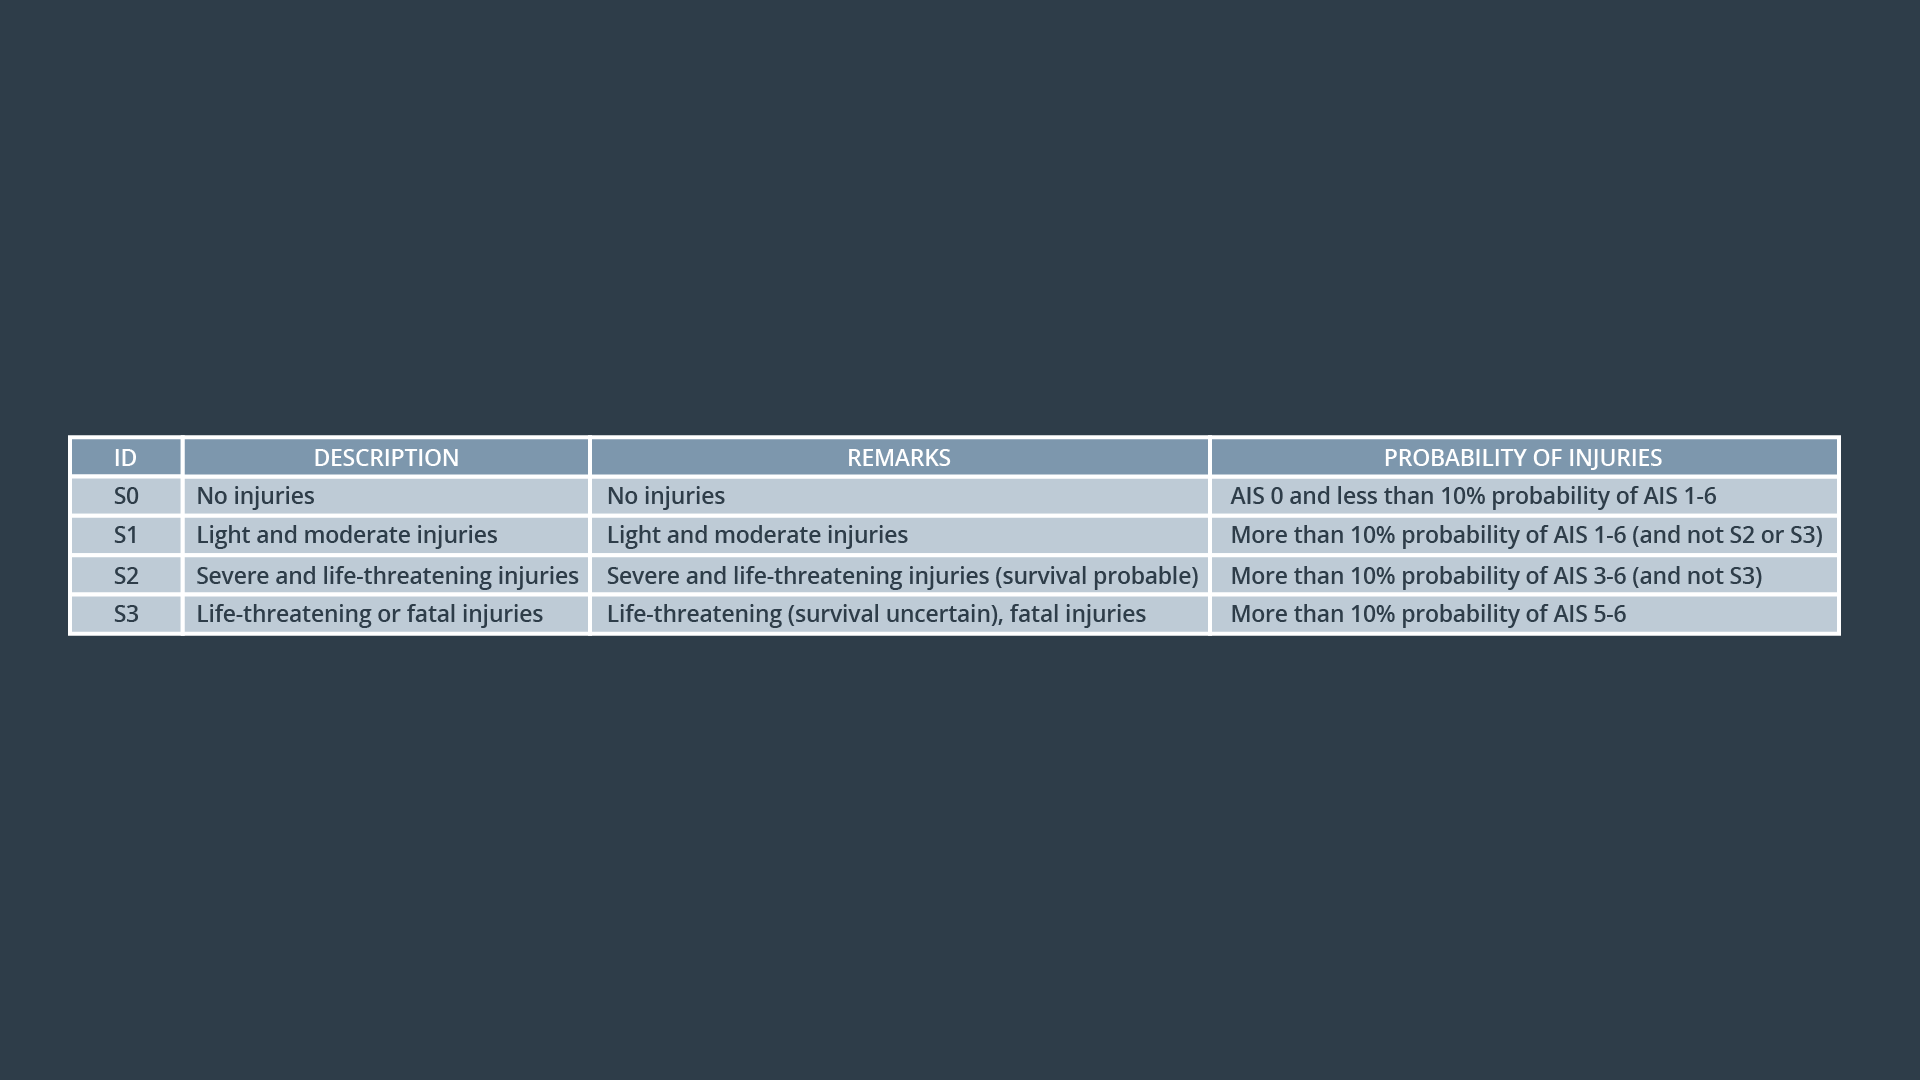 ID DESCRIPTION REMARKS PROBABILITY OF INJURIES
S0 No injuries No injuries AIS 0 and less than 10% probability of AIS 1-6
S1 Light and moderate injuries Light and moderate injuries More than 10% probability of AIS 1-6 (and not S2 or S3)
S2 Severe and life-threatening injuries Severe and life-threatening injuries (survival probable) More than 10% probability of AIS 3-6 (and not S3)
S3 Life-threatening or fatal injuries Life-threatening (survival uncertain), fatal injuries More than 10% probability of AIS 5-6